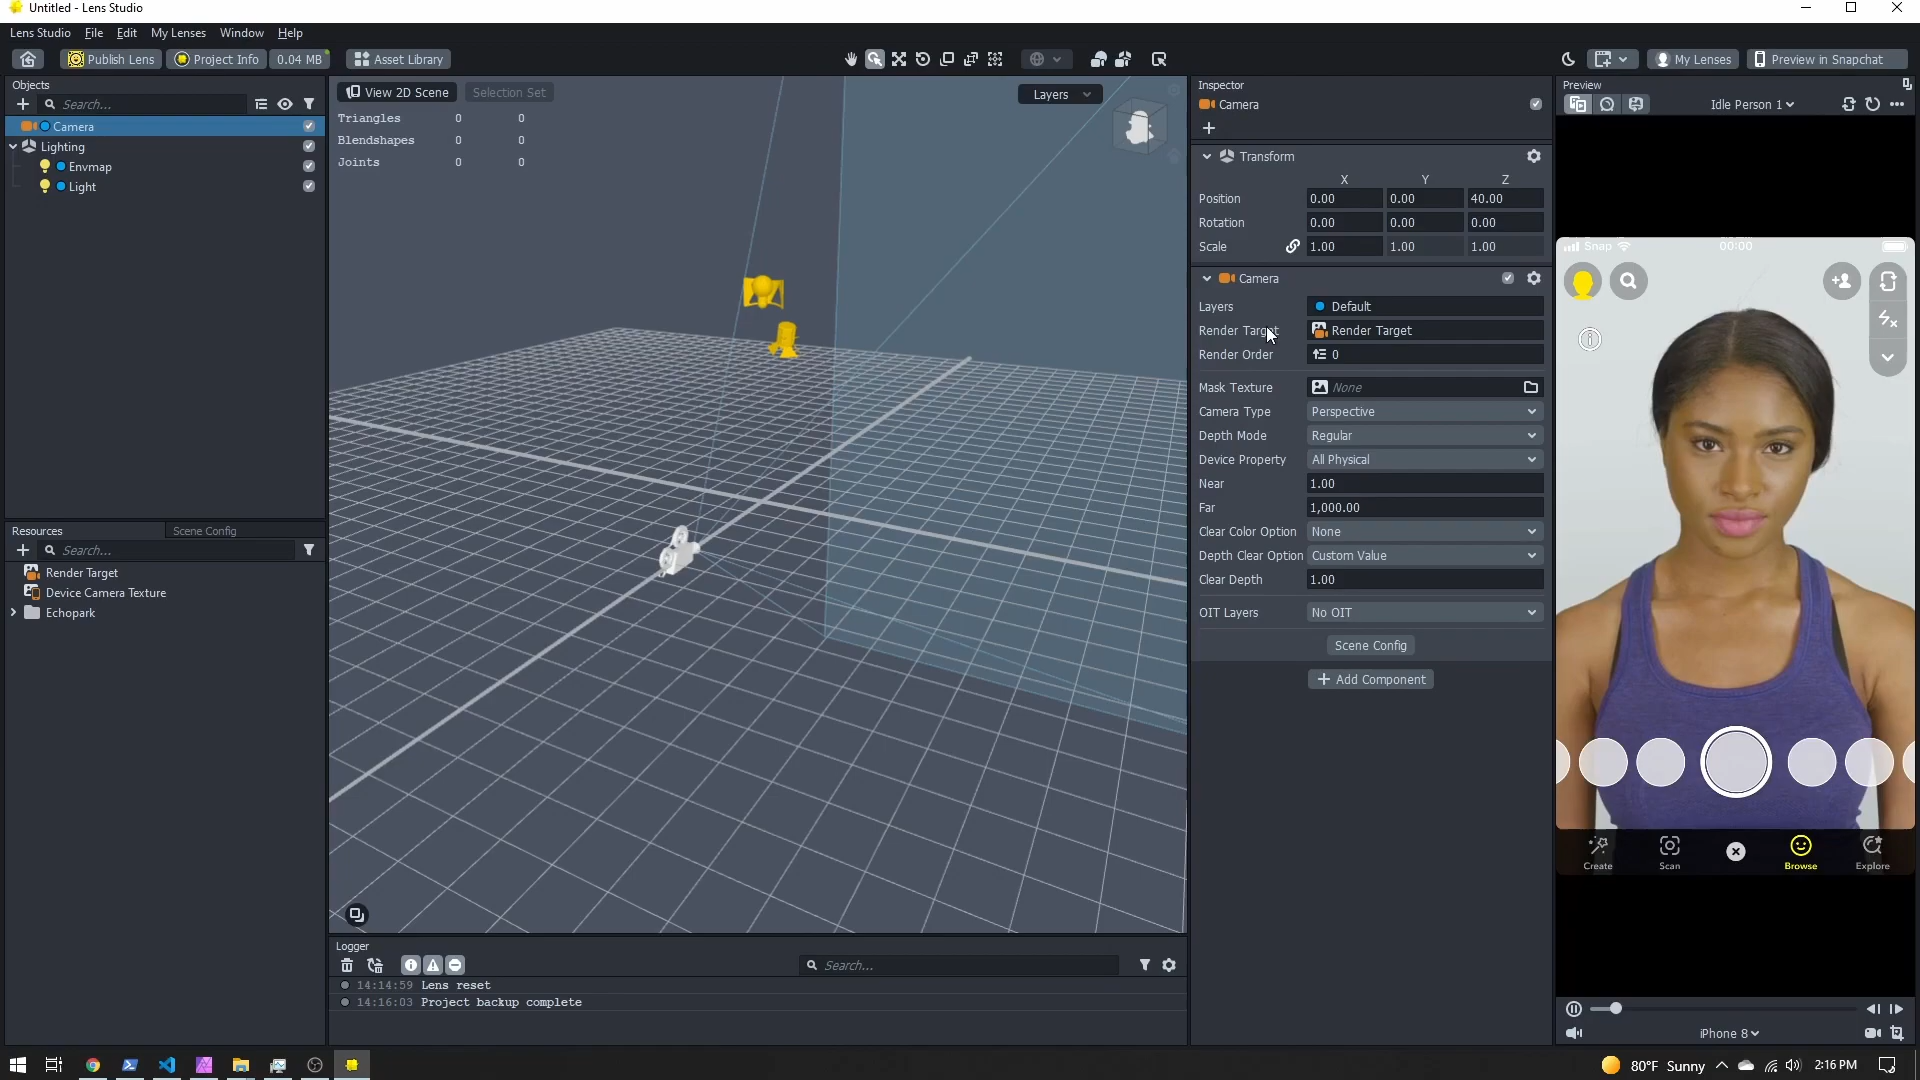 Untitled - Lens Studio
Lens Studio File Edit My Lenses Window Help
Publish Lens Project Info 0.04 MB Asset Library My Lenses Preview in Snapchat
Objects
Search...
Camera
Lighting
Envmap
Light
Resources Scene Config
Search...
Render Target
Device Camera Texture
Echopark
View 2D Scene Selection Set Layers
Triangles 0 0
Blendshapes 0 0
Joints 0 0
Logger
Search...
14:14:59 Lens reset
14:16:03 Project backup complete
Inspector
Camera
Transform
X Y Z
Position 0.00 0.00 40.00
Rotation 0.00 0.00 0.00
Scale 1.00 1.00 1.00
Camera
Layers Default
Render Target Render Target
Render Order 0
Mask Texture None
Camera Type Perspective
Depth Mode Regular
Device Property All Physical
Near 1.00
Far 1,000.00
Clear Color Option None
Depth Clear Option Custom Value
Clear Depth 1.00
OIT Layers No OIT
Scene Config
+ Add Component
Preview
Idle Person 1
Snap 00:00
Create Scan Browse Explore
iPhone 8
80°F Sunny 2:16 PM